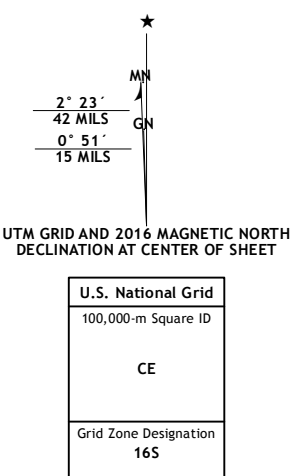 ★
MN
2° 23´
42 MILS
GN
0° 51´
15 MILS
UTM GRID AND 2016 MAGNETIC NORTH
DECLINATION AT CENTER OF SHEET
U.S. National Grid
100,000-m Square ID
CE
Grid Zone Designation
16S